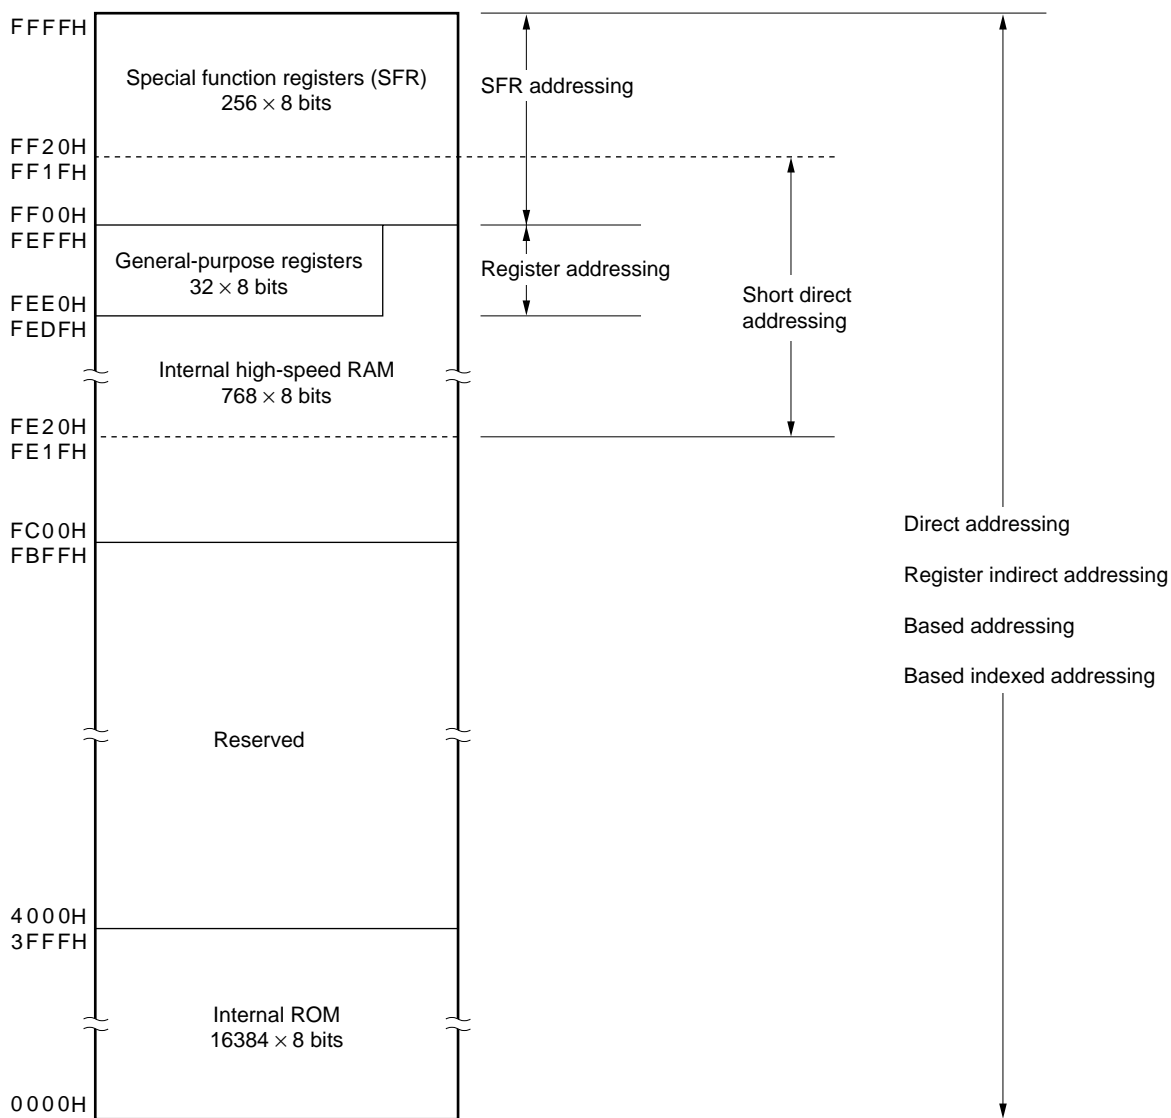 FFFFH
Special function registers (SFR)
256 × 8 bits
SFR addressing
FF20H
FF1FH
FF00H
FEFFH
General-purpose registers
32 × 8 bits
Register addressing
FEE0H
FEDFH
Short direct
addressing
Internal high-speed RAM
768 × 8 bits
FE20H
FE1FH
FC00H
FBFFH
Direct addressing
Register indirect addressing
Based addressing
Based indexed addressing
Reserved
4000H
3FFFH
Internal ROM
16384 × 8 bits
0000H